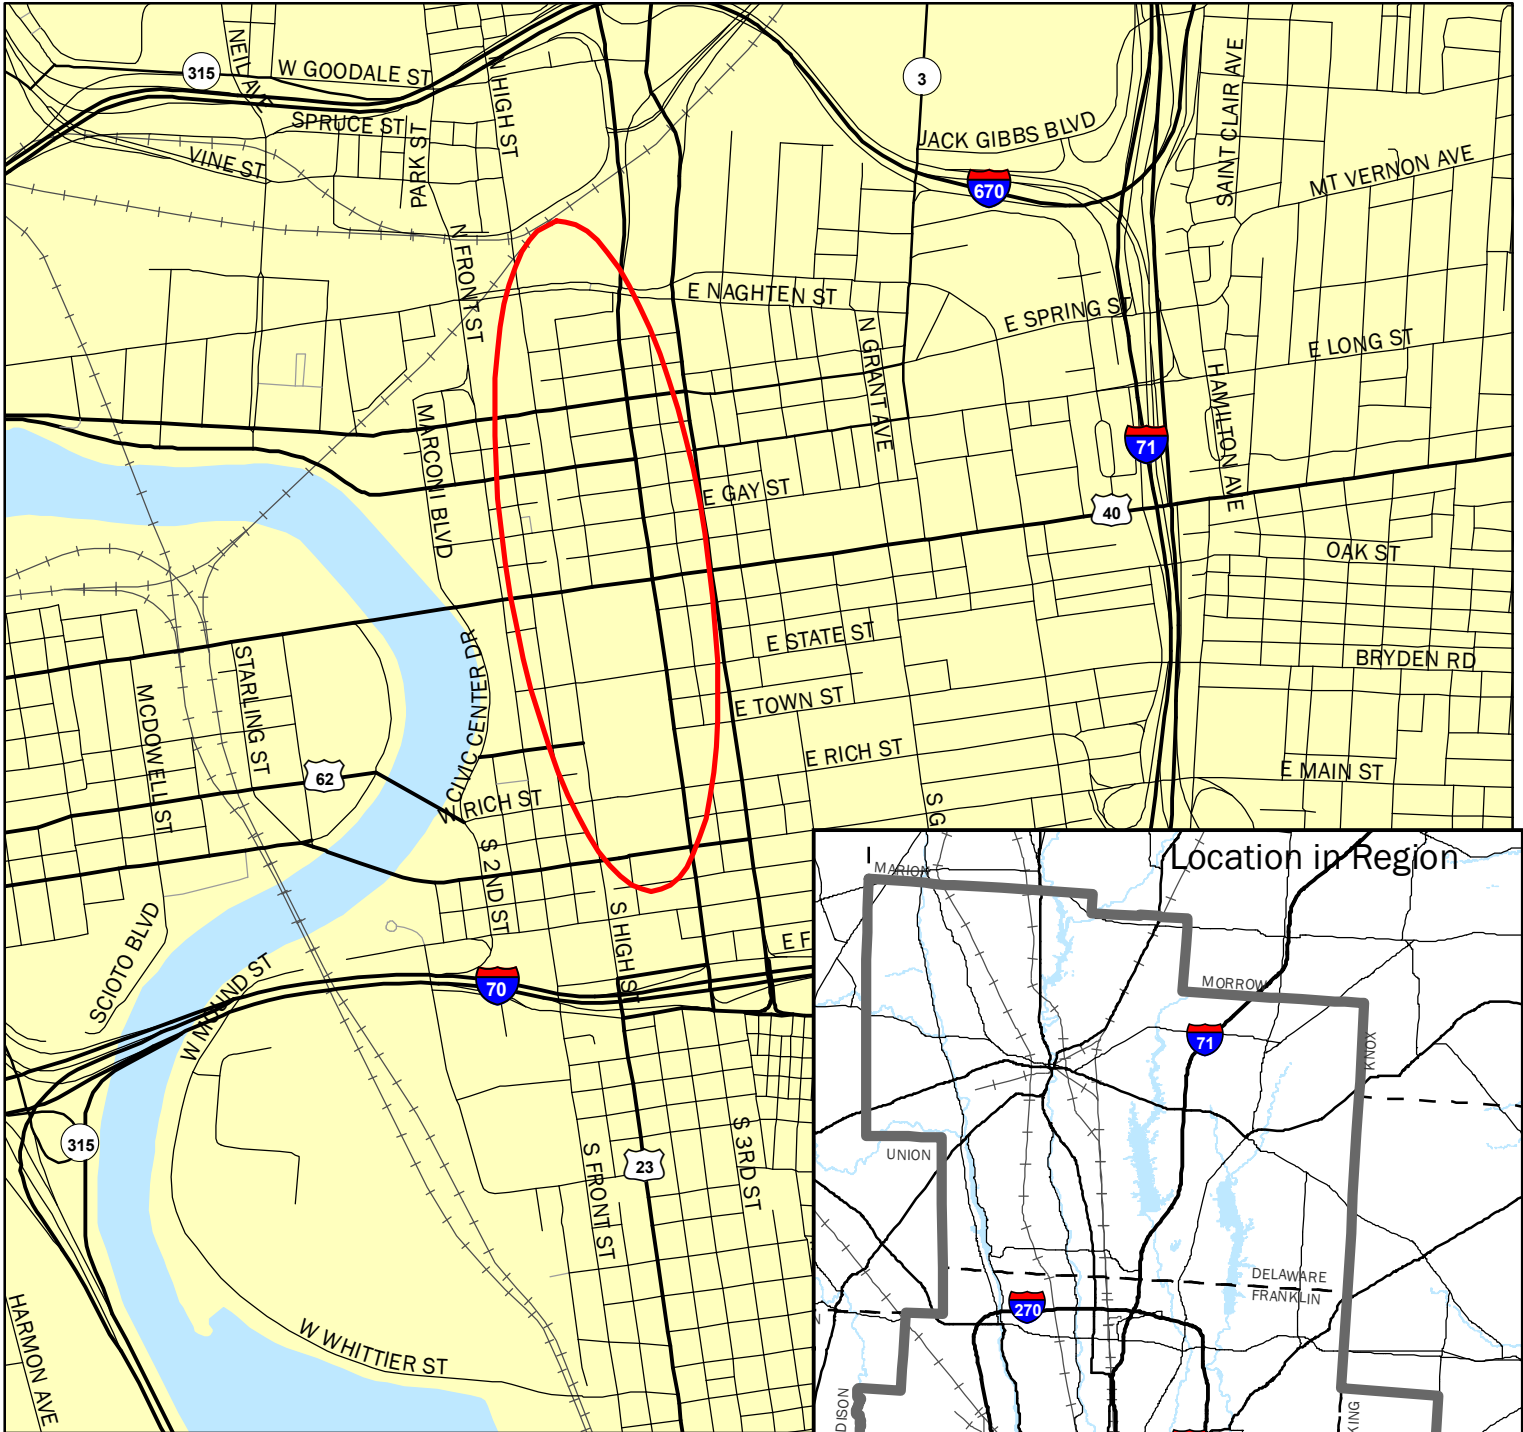 NEIL AVE
315
W GOODALE ST
N HIGH ST
3
SAINT CLAIR AVE
SPRUCE ST
PARK ST
JACK GIBBS BLVD
VINE ST
MT VERNON AVE
670
N FRONT ST
E NAGHTEN ST
E SPRING ST
N GRANT AVE
E LONG ST
HAMILTON AVE
MARCONI BLVD
71
E GAY ST
40
OAK ST
E STATE ST
BRYDEN RD
STARLING ST
MCDOWELL ST
W CIVIC CENTER DR
E TOWN ST
E RICH ST
E MAIN ST
62
W RICH ST
S G
S 2ND ST
S HIGH ST
SCIOTO BLVD
E F
W MOUND ST
70
315
S FRONT ST
23
S 3RD ST
HARMON AVE
W WHITTIER ST
Location in Region
MARION
MORROW
71
KNOX
UNION
DELAWARE
FRANKLIN
270
DISON
KING